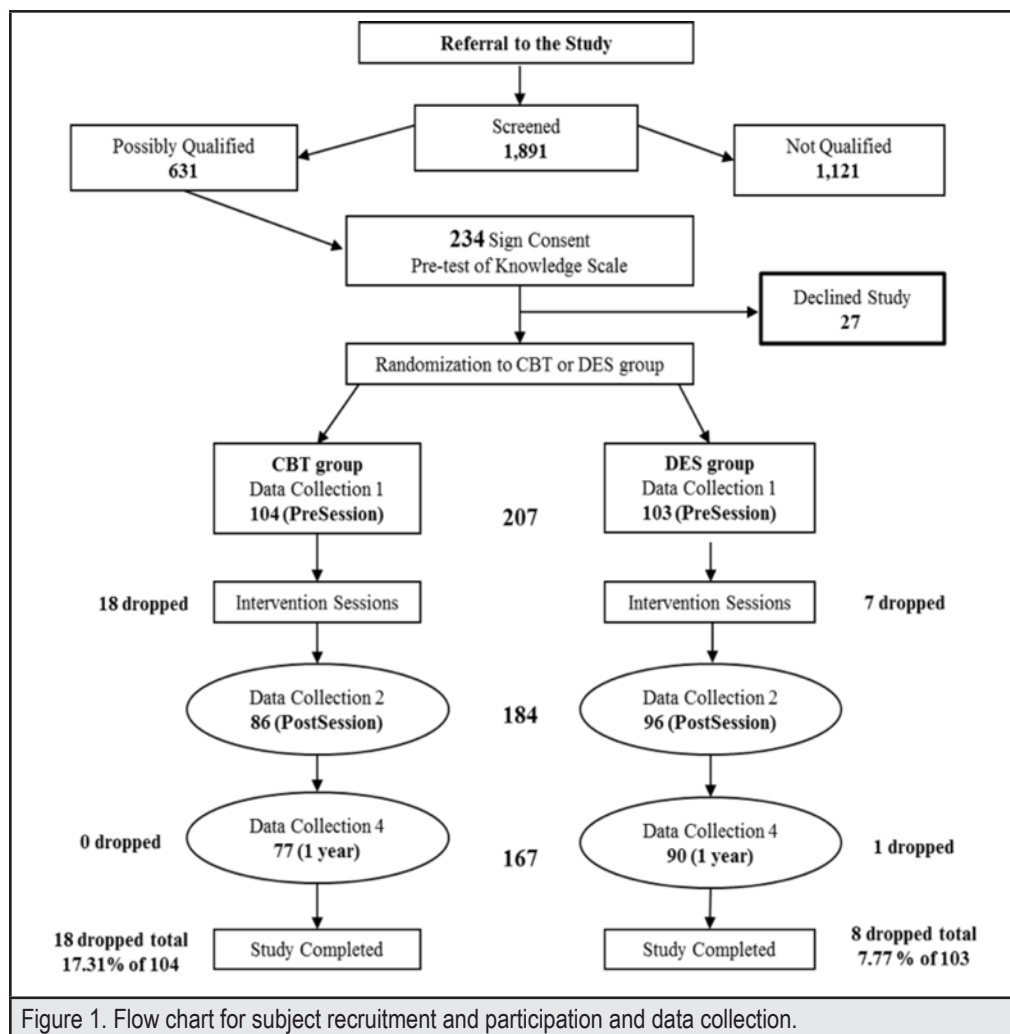 Referral to the Study
Screened
1,891
Possibly Qualified
631
Not Qualified
1,121
234 Sign Consent
Pre-test of Knowledge Scale
Declined Study
27
Randomization to CBT or DES group
CBT group
Data Collection 1
104 (PreSession)
207
DES group
Data Collection 1
103 (PreSession)
18 dropped
Intervention Sessions
Intervention Sessions
7 dropped
Data Collection 2
86 (PostSession)
184
Data Collection 2
96 (PostSession)
0 dropped
Data Collection 4
77 (1 year)
167
Data Collection 4
90 (1 year)
1 dropped
18 dropped total
17.31% of 104
Study Completed
Study Completed
8 dropped total
7.77 % of 103
Figure 1. Flow chart for subject recruitment and participation and data collection.